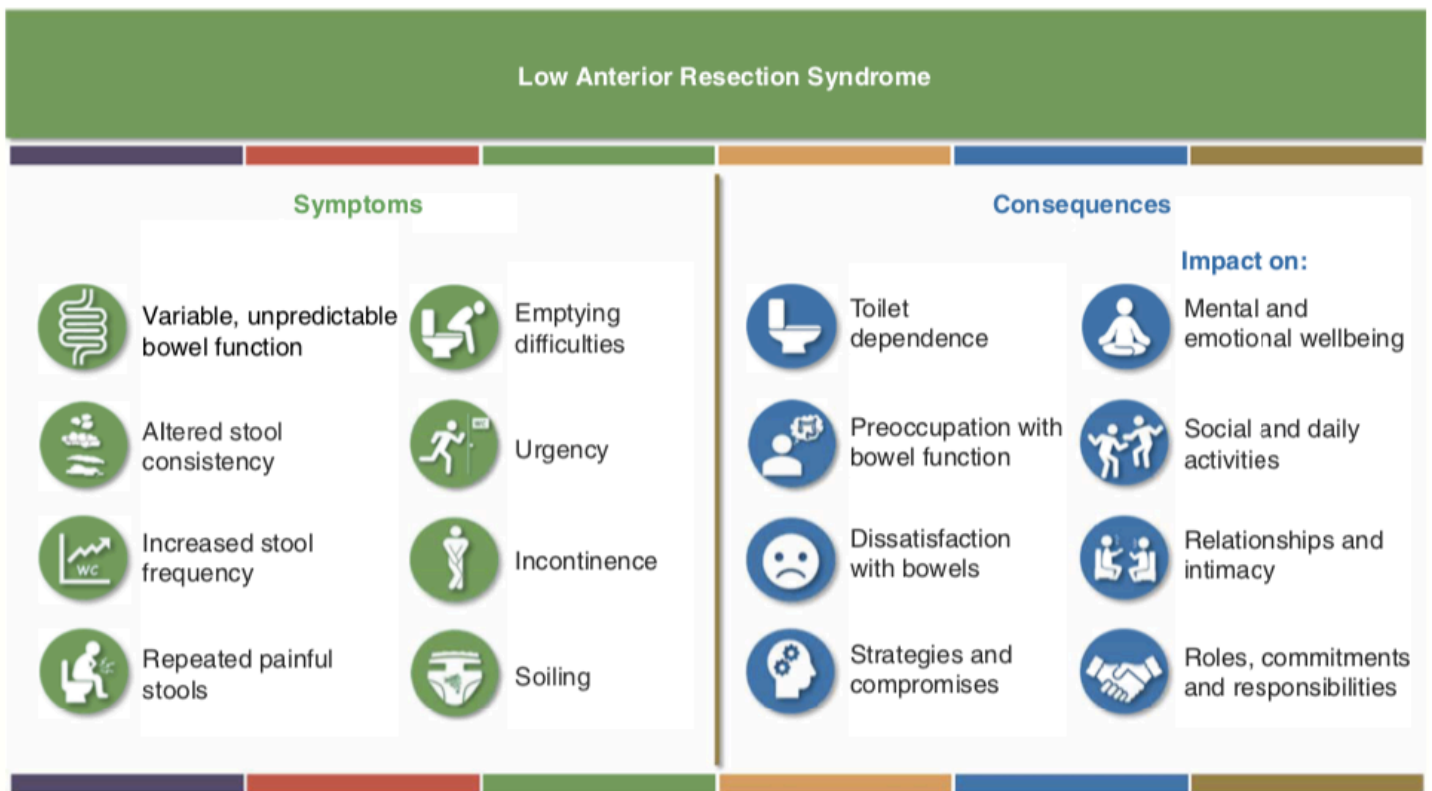 Low Anterior Resection Syndrome
Symptoms
Variable, unpredictable
bowel function
Altered stool
consistency
WC
Increased stool
frequency
Repeated painful
stools
Emptying
difficulties
WC
Urgency
Incontinence
Soiling
Consequences
Toilet
dependence
Preoccupation with
bowel function
Dissatisfaction
with bowels
Strategies and
compromises
Impact on:
Mental and
emotional wellbeing
Social and daily
activities
Relationships and
intimacy
Roles, commitments
and responsibilities